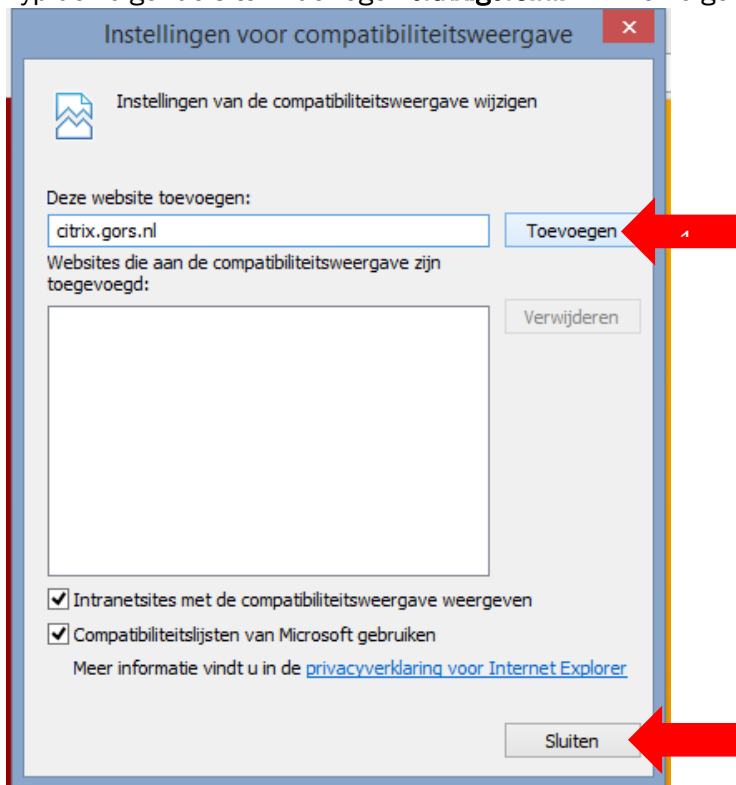 Instellingen voor compatibiliteitsweergave
Instellingen van de compatibiliteitsweergave wijzigen
Deze website toevoegen:
citrix.gors.nl
Toevoegen
Websites die aan de compatibiliteitsweergave zijn
toegevoegd:
Verwijderen
Intranetsites met de compatibiliteitsweergave weergeven
Compatibiliteitslijsten van Microsoft gebruiken
Meer informatie vindt u in de privacyverklaring voor Internet Explorer
Sluiten